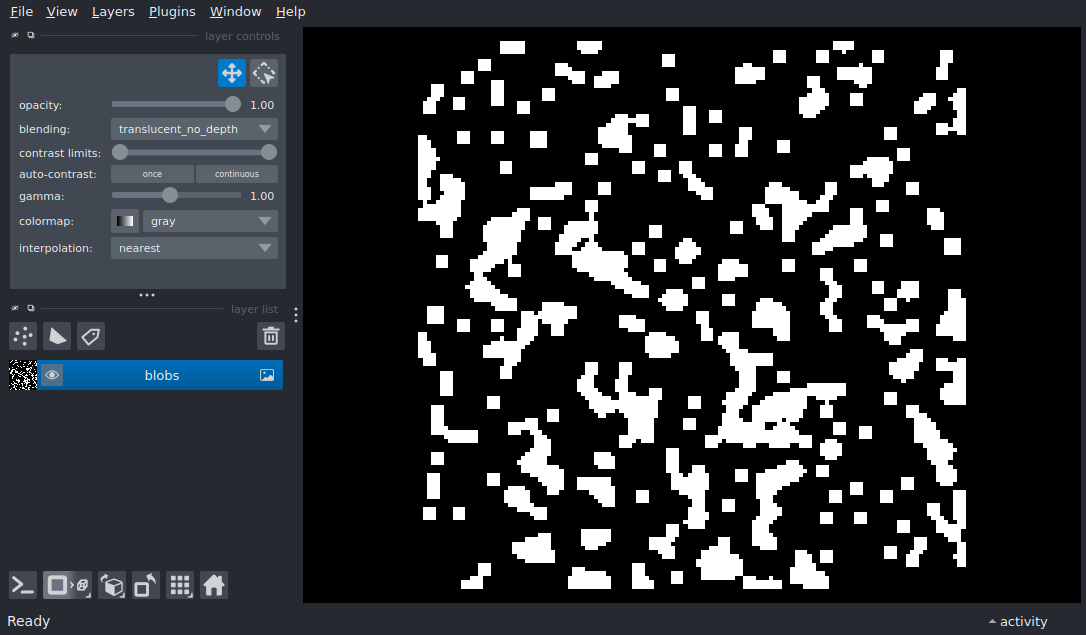 File View Layers Plugins Window Help
layer controls
opacity: 1.00
blending: translucent_no_depth
contrast limits:
auto-contrast: once continuous
gamma: 1.00
colormap: gray
interpolation: nearest
layer list
blobs
Ready activity